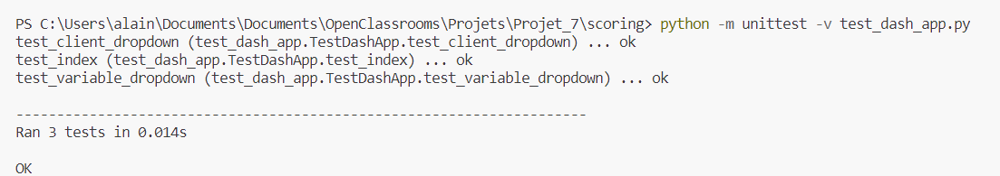 PS C:\Users\alain\Documents\Documents\OpenClassrooms\Projets\Projet_7\scoring> python -m unittest -v test_dash_app.py
test_client_dropdown (test_dash_app.TestDashApp.test_client_dropdown) ... ok
test_index (test_dash_app.TestDashApp.test_index) ... ok
test_variable_dropdown (test_dash_app.TestDashApp.test_variable_dropdown) ... ok
----------------------------------------------------------------------
Ran 3 tests in 0.014s
OK